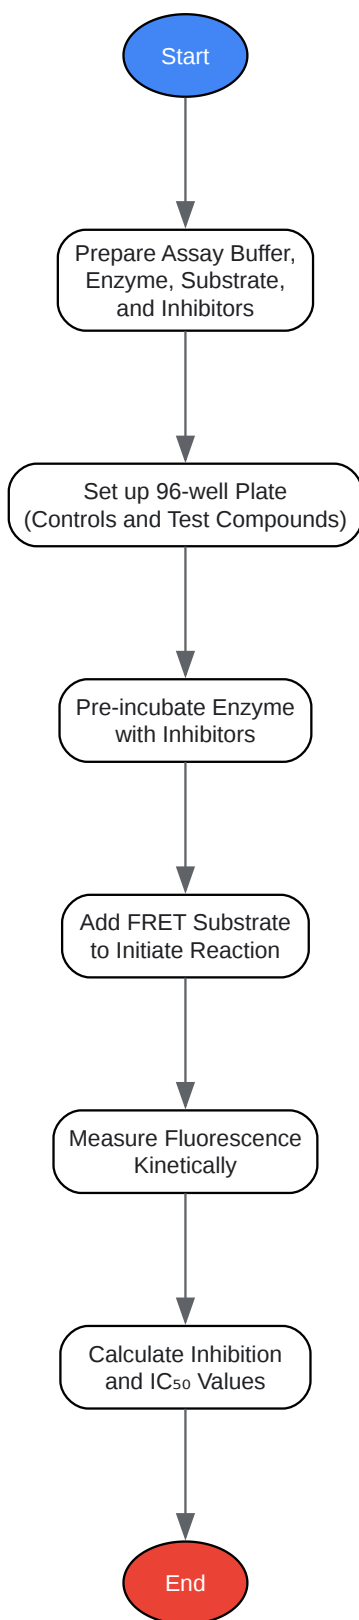 Start
Prepare Assay Buffer,
Enzyme, Substrate,
and Inhibitors
Set up 96-well Plate
(Controls and Test Compounds)
Pre-incubate Enzyme
with Inhibitors
Add FRET Substrate
to Initiate Reaction
Measure Fluorescence
Kinetically
Calculate Inhibition
and IC₅₀ Values
End